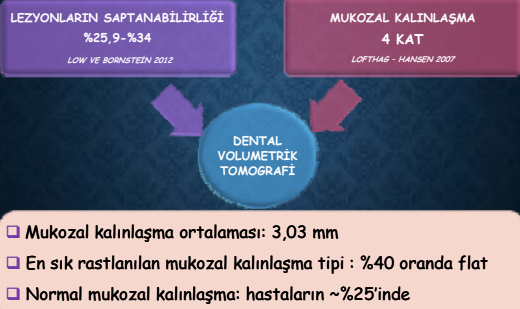 LEZYONLARIN SAPTANABİLİRLİĞİ
%25,9-%34
LOW VE BORNSTEİN 2012
MUKOZAL KALINLAŞMA
4 KAT
LOFTHAG – HANSEN 2007
DENTAL
VOLUMETRİK
TOMOGRAFİ
Mukozal kalınlaşma ortalaması: 3,03 mm
En sık rastlanılan mukozal kalınlaşma tipi : %40 oranda flat
Normal mukozal kalınlaşma: hastaların ~%25’inde